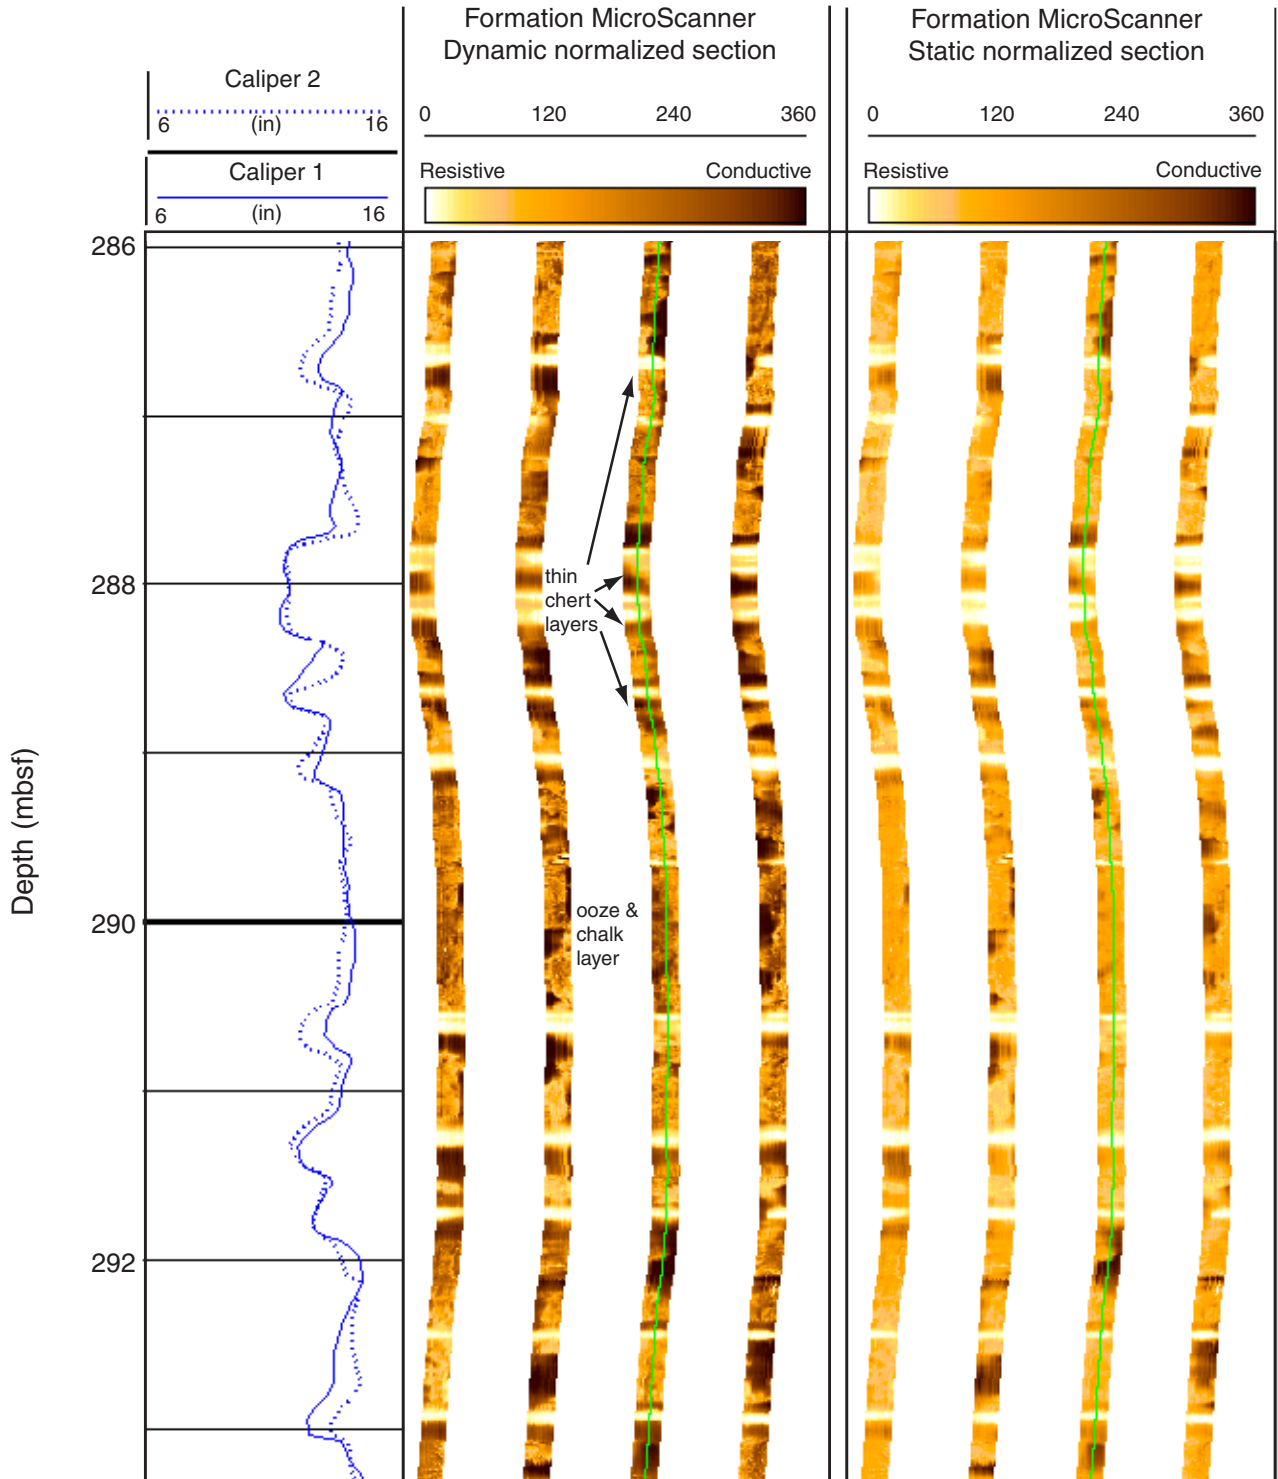 Formation MicroScanner
Dynamic normalized section
Formation MicroScanner
Static normalized section
Caliper 2
6 (in) 16
0 120 240 360
0 120 240 360
Caliper 1
6 (in) 16
Resistive Conductive
Resistive Conductive
286
288
290
292
Depth (mbsf)
thin
chert
layers
ooze &
chalk
layer